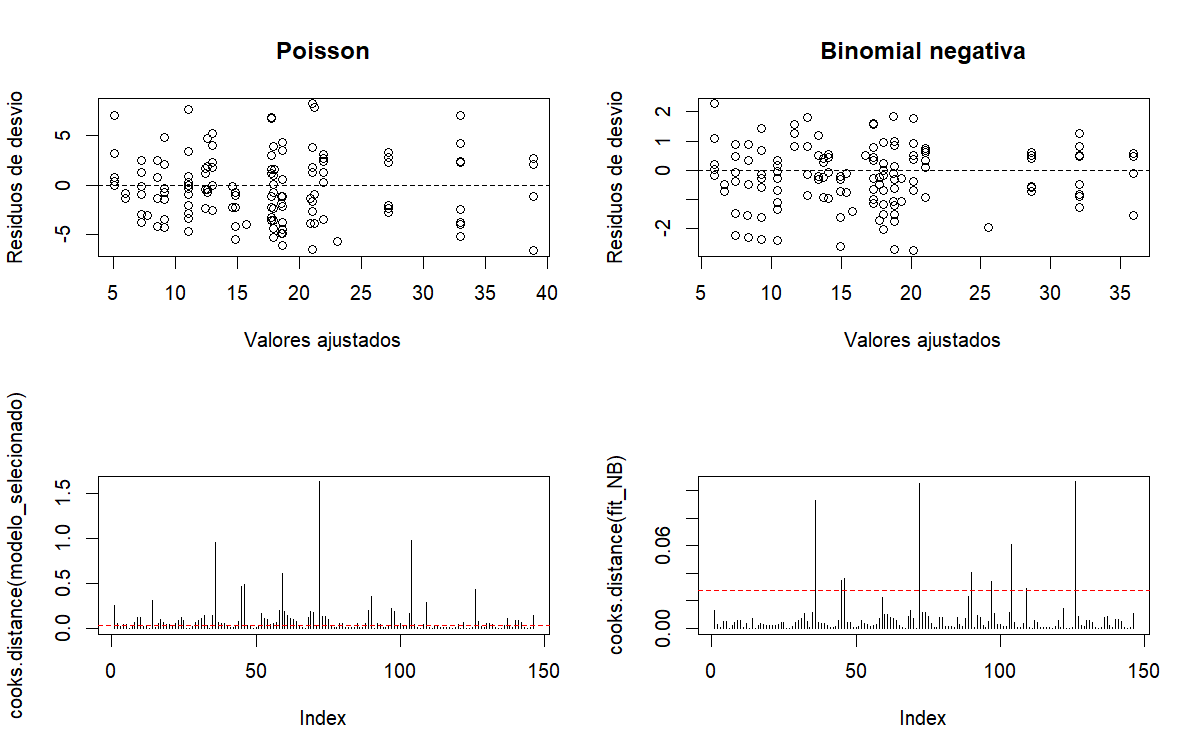 Poisson
Residuos de desvio
5
0
-5
5 10 15 20 25 30 35 40
Valores ajustados
Binomial negativa
Residuos de desvio
2
1
0
-2
5 10 15 20 25 30 35
Valores ajustados
cooks.distance(modelo_selecionado)
1.5
1.0
0.5
0.0
0 50 100 150
Index
cooks.distance(fit_NB)
0.06
0.00
0 50 100 150
Index